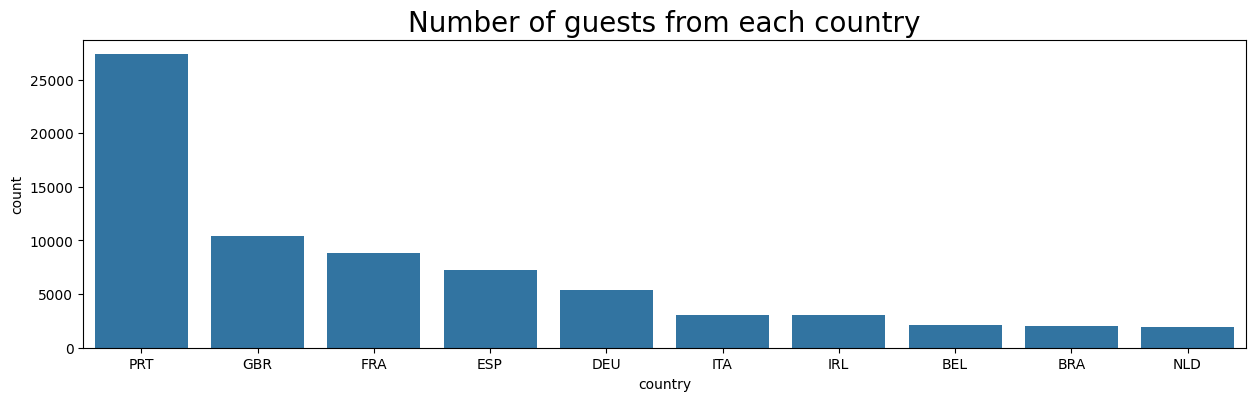 Number of guests from each country
count
25000
20000
15000
10000
5000
0
PRT GBR FRA ESP DEU ITA IRL BEL BRA NLD
country